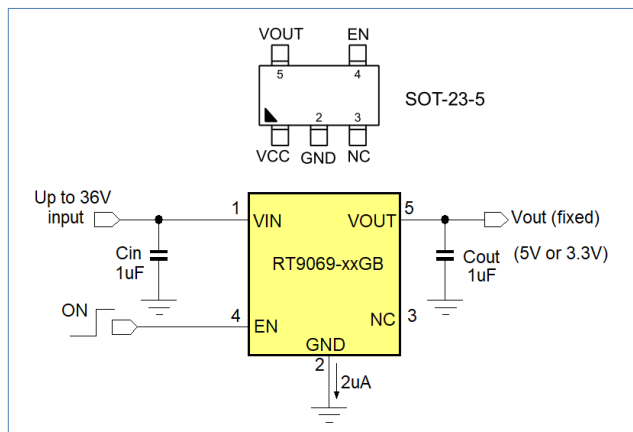 VOUT EN
5 4
SOT-23-5
2 3
VCC GND NC
Up to 36V
input
1 VIN VOUT 5
Vout (fixed)
Cin
1uF
RT9069-xxGB
Cout
1uF
(5V or 3.3V)
ON
4 EN
NC 3
GND
2
2uA